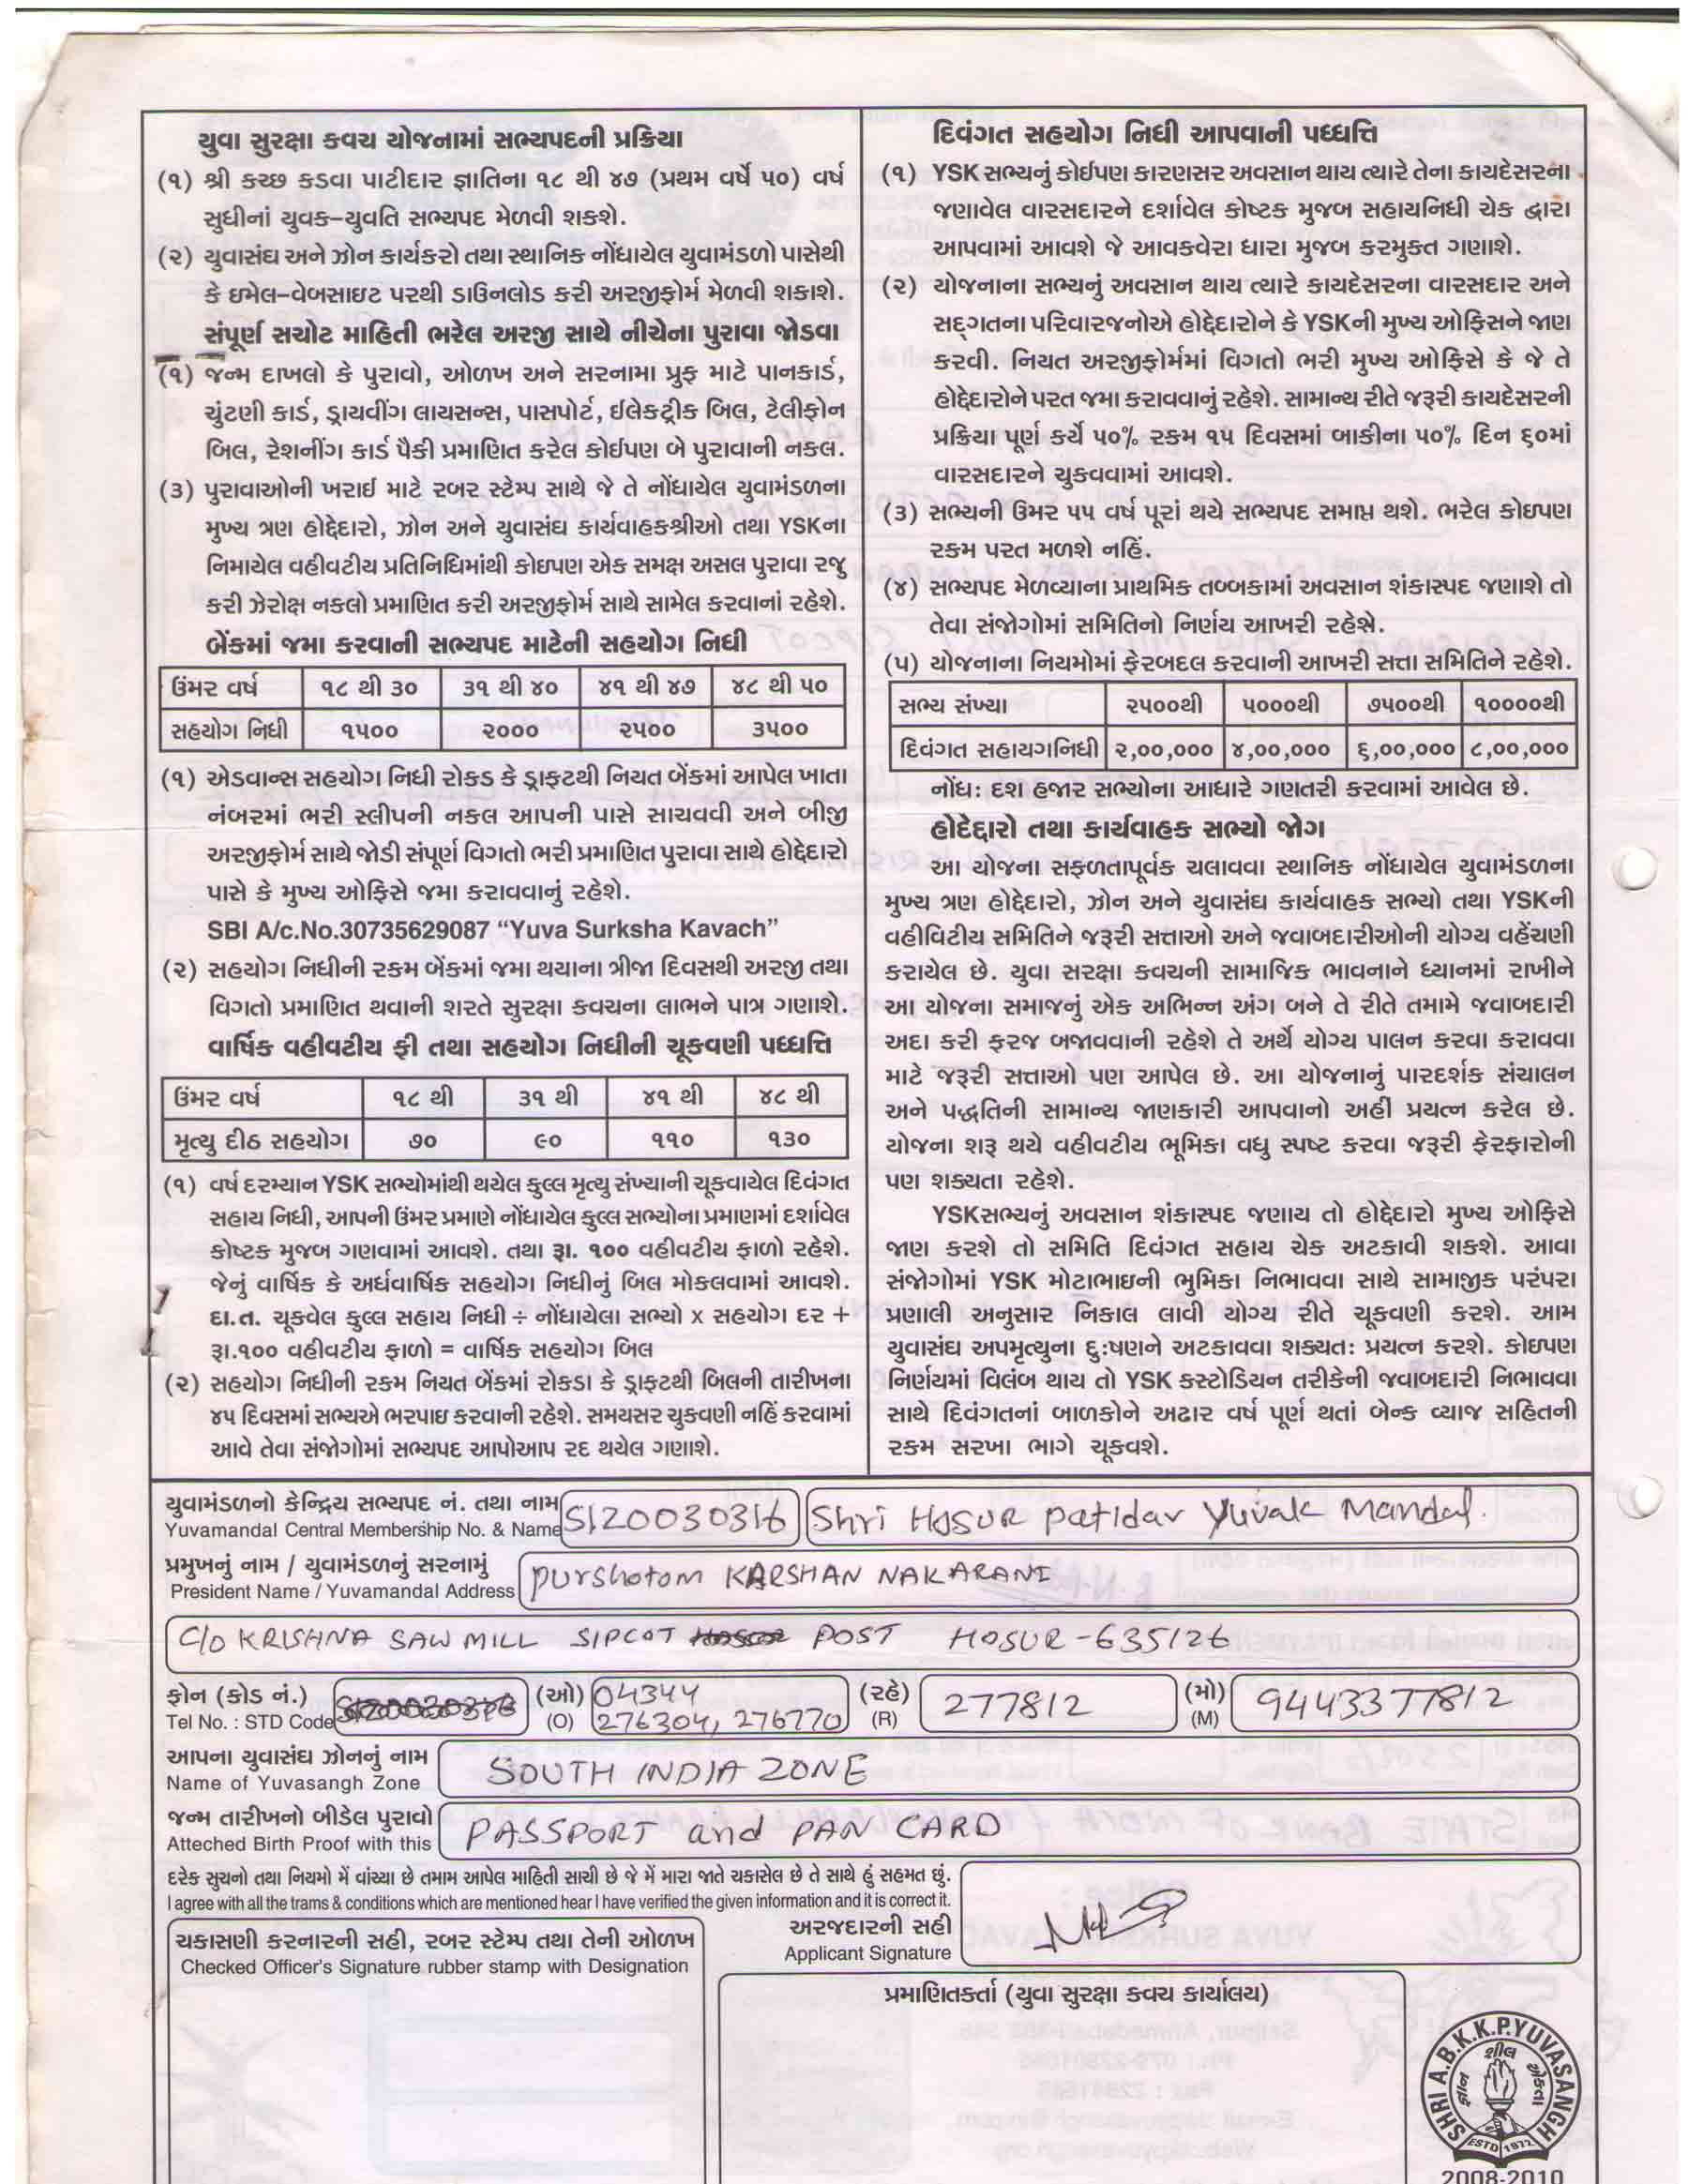 યુવા સુરક્ષા કવચ યોજનામાં સભ્યપદની પ્રક્રિયા
(૧) શ્રી કચ્છ કડવા પાટીદાર જ્ઞાતિના ૧૮ થી ૪૭ (પ્રથમ વર્ષે ૫૦) વર્ષ
સુધીનાં યુવક-યુવતિ સભ્યપદ મેળવી શકશે.
(૨) યુવાસંઘ અને ઝોન કાર્યકરો તથા સ્થાનિક નોંધાયેલ યુવામંડળો પાસેથી
કે ઇમેલ-વેબસાઇટ પરથી ડાઉનલોડ કરી અરજીફોર્મ મેળવી શકાશે.
સંપૂર્ણ સચોટ માહિતી ભરેલ અરજી સાથે નીચેના પુરાવા જોડવા
(૧) જન્મ દાખલો કે પુરાવો, ઓળખ અને સરનામા પ્રુફ માટે પાનકાર્ડ,
ચુંટણી કાર્ડ, ડ્રાયવીંગ લાયસન્સ, પાસપોર્ટ, ઈલેક્ટ્રીક બિલ, ટેલીફોન
બિલ, રેશનીંગ કાર્ડ પૈકી પ્રમાણિત કરેલ કોઈપણ બે પુરાવાની નકલ.
(૩) પુરાવાઓની ખરાઈ માટે રબર સ્ટેમ્પ સાથે જે તે નોંધાયેલ યુવામંડળના
મુખ્ય ત્રણ હોદ્દેદારો, ઝોન અને યુવાસંઘ કાર્યવાહકશ્રીઓ તથા YSKના
નિમાયેલ વહીવટીય પ્રતિનિધિમાંથી કોઇપણ એક સમક્ષ અસલ પુરાવા રજુ
કરી ઝેરોક્ષ નકલો પ્રમાણિત કરી અરજીફોર્મ સાથે સામેલ કરવાનાં રહેશે.
બેંકમાં જમા કરવાની સભ્યપદ માટેની સહયોગ નિધી
ઉંમર વર્ષ ૧૮ થી ૩૦ ૩૧ થી ૪૦ ૪૧ થી ૪૭ ૪૮ થી ૫૦
સહયોગ નિધી ૧૫૦૦ ૨૦૦૦ ૨૫૦૦ ૩૫૦૦
(૧) એડવાન્સ સહયોગ નિધી રોકડ કે ડ્રાફટથી નિયત બેંકમાં આપેલ ખાતા
નંબરમાં ભરી સ્લીપની નકલ આપની પાસે સાચવવી અને બીજી
અરજીફોર્મ સાથે જોડી સંપૂર્ણ વિગતો ભરી પ્રમાણિત પુરાવા સાથે હોદ્દેદારો
પાસે કે મુખ્ય ઓફિસે જમા કરાવવાનું રહેશે.
SBI A/c.No.30735629087 “Yuva Surksha Kavach”
(૨) સહયોગ નિધીની રકમ બેંકમાં જમા થયાના ત્રીજા દિવસથી અરજી તથા
વિગતો પ્રમાણિત થવાની શરતે સુરક્ષા કવચના લાભને પાત્ર ગણાશે.
વાર્ષિક વહીવટીય ફી તથા સહયોગ નિધીની ચૂકવણી પધ્ધત્તિ
ઉંમર વર્ષ ૧૮ થી ૩૧ થી ૪૧ થી ૪૮ થી
મૃત્યુ દીઠ સહયોગ ૭૦ ૯૦ ૧૧૦ ૧૩૦
(૧) વર્ષ દરમ્યાન YSK સભ્યોમાંથી થયેલ કુલ્લ મૃત્યુ સંખ્યાની ચૂકવાયેલ દિવંગત
સહાય નિધી, આપની ઉંમર પ્રમાણે નોંધાયેલ કુલ્લ સભ્યોના પ્રમાણમાં દર્શાવેલ
કોષ્ટક મુજબ ગણવામાં આવશે. તથા રૂા. ૧૦૦ વહીવટીય ફાળો રહેશે.
જેનું વાર્ષિક કે અર્ધવાર્ષિક સહયોગ નિધીનું બિલ મોકલવામાં આવશે.
દા.ત. ચૂકવેલ કુલ્લ સહાય નિધી ÷ નોંધાયેલા સભ્યો x સહયોગ દર +
રૂા.૧૦૦ વહીવટીય ફાળો = વાર્ષિક સહયોગ બિલ
(૨) સહયોગ નિધીની રકમ નિયત બેંકમાં રોકડા કે ડ્રાફટથી બિલની તારીખના
૪૫ દિવસમાં સભ્યએ ભરપાઇ કરવાની રહેશે. સમયસર ચુકવણી નહિં કરવામાં
આવે તેવા સંજોગોમાં સભ્યપદ આપોઆપ રદ થયેલ ગણાશે.
દિવંગત સહયોગ નિધી આપવાની પધ્ધત્તિ
(૧) YSK સભ્યનું કોઈપણ કારણસર અવસાન થાય ત્યારે તેના કાયદેસરના
જણાવેલ વારસદારને દર્શાવેલ કોષ્ટક મુજબ સહાયનિધી ચેક દ્વારા
આપવામાં આવશે જે આવકવેરા ધારા મુજબ કરમુક્ત ગણાશે.
(૨) યોજનાના સભ્યનું અવસાન થાય ત્યારે કાયદેસરના વારસદાર અને
સદ્ગતના પરિવારજનોએ હોદ્દેદારોને કે YSKની મુખ્ય ઓફિસને જાણ
કરવી. નિયત અરજીફોર્મમાં વિગતો ભરી મુખ્ય ઓફિસે કે જે તે
હોદ્દેદારોને પરત જમા કરાવવાનું રહેશે. સામાન્ય રીતે જરૂરી કાયદેસરની
પ્રક્રિયા પૂર્ણ કર્યે ૫૦% રકમ ૧૫ દિવસમાં બાકીના ૫૦% દિન ૬૦માં
વારસદારને ચુકવવામાં આવશે.
(૩) સભ્યની ઉંમર ૫૫ વર્ષ પૂરાં થયે સભ્યપદ સમાપ્ત થશે. ભરેલ કોઇપણ
રકમ પરત મળશે નહિં.
(૪) સભ્યપદ મેળવ્યાના પ્રાથમિક તબ્બકામાં અવસાન શંકાસ્પદ જણાશે તો
તેવા સંજોગોમાં સમિતિનો નિર્ણય આખરી રહેશે.
(૫) યોજનાના નિયમોમાં ફેરબદલ કરવાની આખરી સત્તા સમિતિને રહેશે.
સભ્ય સંખ્યા ૨૫૦૦થી ૫૦૦૦થી ૭૫૦૦થી ૧૦૦૦૦થી
દિવંગત સહાયગનિધી ૨,૦૦,૦૦૦ ૪,૦૦,૦૦૦ ૬,૦૦,૦૦૦ ૮,૦૦,૦૦૦
નોંધ: દશ હજાર સભ્યોના આધારે ગણતરી કરવામાં આવેલ છે.
હોદેદ્દારો તથા કાર્યવાહક સભ્યો જોગ
આ યોજના સફળતાપૂર્વક ચલાવવા સ્થાનિક નોંધાયેલ યુવામંડળના
મુખ્ય ત્રણ હોદ્દેદારો, ઝોન અને યુવાસંઘ કાર્યવાહક સભ્યો તથા YSKની
વહીવિટીય સમિતિને જરૂરી સત્તાઓ અને જવાબદારીઓની યોગ્ય વહેંચણી
કરાયેલ છે. યુવા સરક્ષા કવચની સામાજિક ભાવનાને ધ્યાનમાં રાખીને
આ યોજના સમાજનું એક અભિન્ન અંગ બને તે રીતે તમામે જવાબદારી
અદા કરી ફરજ બજાવવાની રહેશે તે અર્થે યોગ્ય પાલન કરવા કરાવવા
માટે જરૂરી સત્તાઓ પણ આપેલ છે. આ યોજનાનું પારદર્શક સંચાલન
અને પદ્ધતિની સામાન્ય જાણકારી આપવાનો અહીં પ્રયત્ન કરેલ છે.
યોજના શરૂ થયે વહીવટીય ભૂમિકા વધુ સ્પષ્ટ કરવા જરૂરી ફેરફારોની
પણ શક્યતા રહેશે.
YSKસભ્યનું અવસાન શંકાસ્પદ જણાય તો હોદ્દેદારો મુખ્ય ઓફિસે
જાણ કરશે તો સમિતિ દિવંગત સહાય ચેક અટકાવી શકશે. આવા
સંજોગોમાં YSK મોટાભાઇની ભુમિકા નિભાવવા સાથે સામાજીક પરંપરા
પ્રણાલી અનુસાર નિકાલ લાવી યોગ્ય રીતે ચૂકવણી કરશે. આમ
યુવાસંઘ અપમૃત્યુના દુ:ષણને અટકાવવા શક્યત: પ્રયત્ન કરશે. કોઇપણ
નિર્ણયમાં વિલંબ થાય તો YSK કસ્ટોડિયન તરીકેની જવાબદારી નિભાવવા
સાથે દિવંગતનાં બાળકોને અઢાર વર્ષ પૂર્ણ થતાં બેન્ક વ્યાજ સહિતની
રકમ સરખા ભાગે ચૂકવશે.
યુવામંડળનો કેન્દ્રિય સભ્યપદ નં. તથા નામ
Yuvamandal Central Membership No. & Name S120030316 Shri HOSUR patidar Yuvak Mandal.
પ્રમુખનું નામ / યુવામંડળનું સરનામું
President Name / Yuvamandal Address purshotam KARSHAN NAKARANI
C/O KRISHNA SAW MILL SIPCOT POST HOSUR-635126
ફોન (કોડ નં.) (ઓ) 04344 (રહે) 277812 (મો) 9443377812
Tel No. : STD Code (O) 276304, 276770 (R) (M)
આપના યુવાસંઘ ઝોનનું નામ
Name of Yuvasangh Zone SOUTH INDIA ZONE
જન્મ તારીખનો બીડેલ પુરાવો
Atteched Birth Proof with this PASSPORT and PAN CARD
દરેક સુચનો તથા નિયમો મેં વાંચ્યા છે તમામ આપેલ માહિતી સાચી છે જે મેં મારા જાતે ચકાસેલ છે તે સાથે હું સહમત છું.
I agree with all the trams & conditions which are mentioned hear I have verified the given information and it is correct it.
અરજદારની સહી
Applicant Signature
ચકાસણી કરનારની સહી, રબર સ્ટેમ્પ તથા તેની ઓળખ
Checked Officer's Signature rubber stamp with Designation
પ્રમાણિતકર્તા (યુવા સુરક્ષા કવચ કાર્યાલય)
SHRI A.B.K.K.P.YUVASANGH
શીલ
જ્ઞાન
એકતા
ESTD 1972
2008-2010